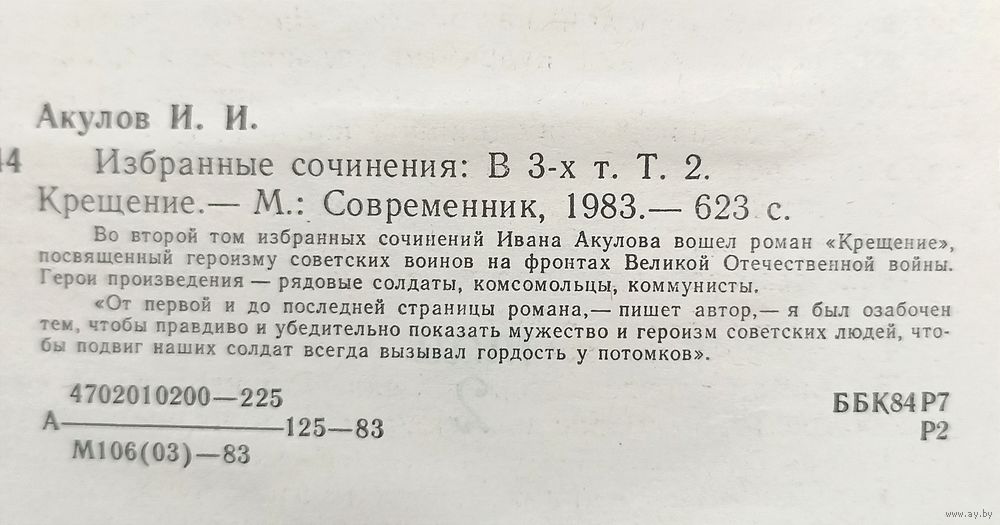 Акулов И. И.
44 Избранные сочинения: В 3-х т. Т. 2.
Крещение.— М.: Современник, 1983.— 623 с.
Во второй том избранных сочинений Ивана Акулова вошел роман «Крещение»,
посвященный героизму советских воинов на фронтах Великой Отечественной войны.
Герои произведения — рядовые солдаты, комсомольцы, коммунисты.
«От первой и до последней страницы романа,— пишет автор,— я был озабочен
тем, чтобы правдиво и убедительно показать мужество и героизм советских людей, что-
бы подвиг наших солдат всегда вызывал гордость у потомков».
4702010200—225
А—125—83
М106(03)—83
ББК84Р7
Р2
www.ay.by